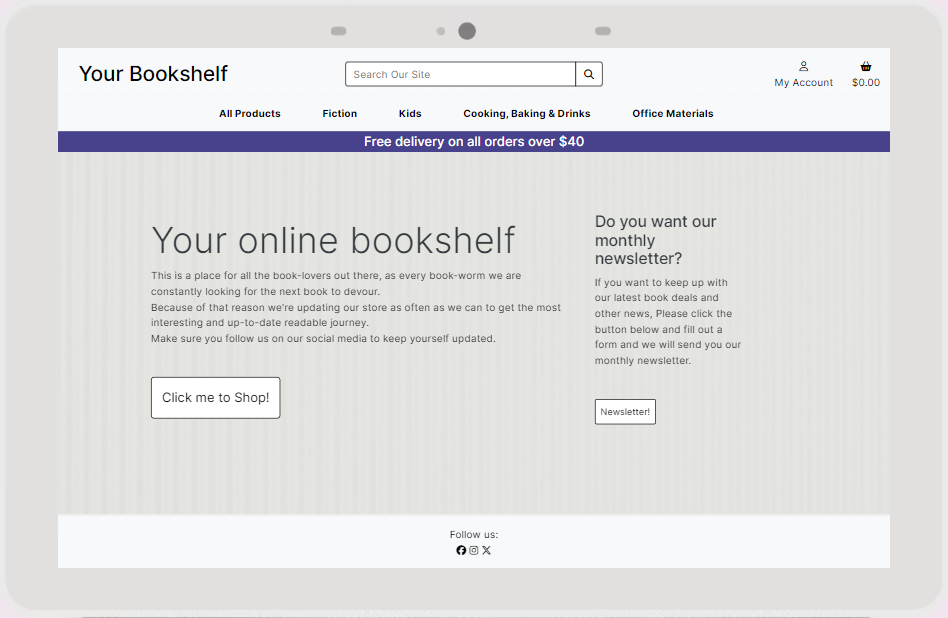 Your Bookshelf
Search Our Site
My Account
$0.00
All Products
Fiction
Kids
Cooking, Baking & Drinks
Office Materials
Free delivery on all orders over $40
Your online bookshelf
This is a place for all the book-lovers out there, as every book-worm we are
constantly looking for the next book to devour.
Because of that reason we're updating our store as often as we can to get the most
interesting and up-to-date readable journey.
Make sure you follow us on our social media to keep yourself updated.
Click me to Shop!
Do you want our
monthly
newsletter?
If you want to keep up with
our latest book deals and
other news, Please click the
button below and fill out a
form and we will send you our
monthly newsletter.
Newsletter!
Follow us: